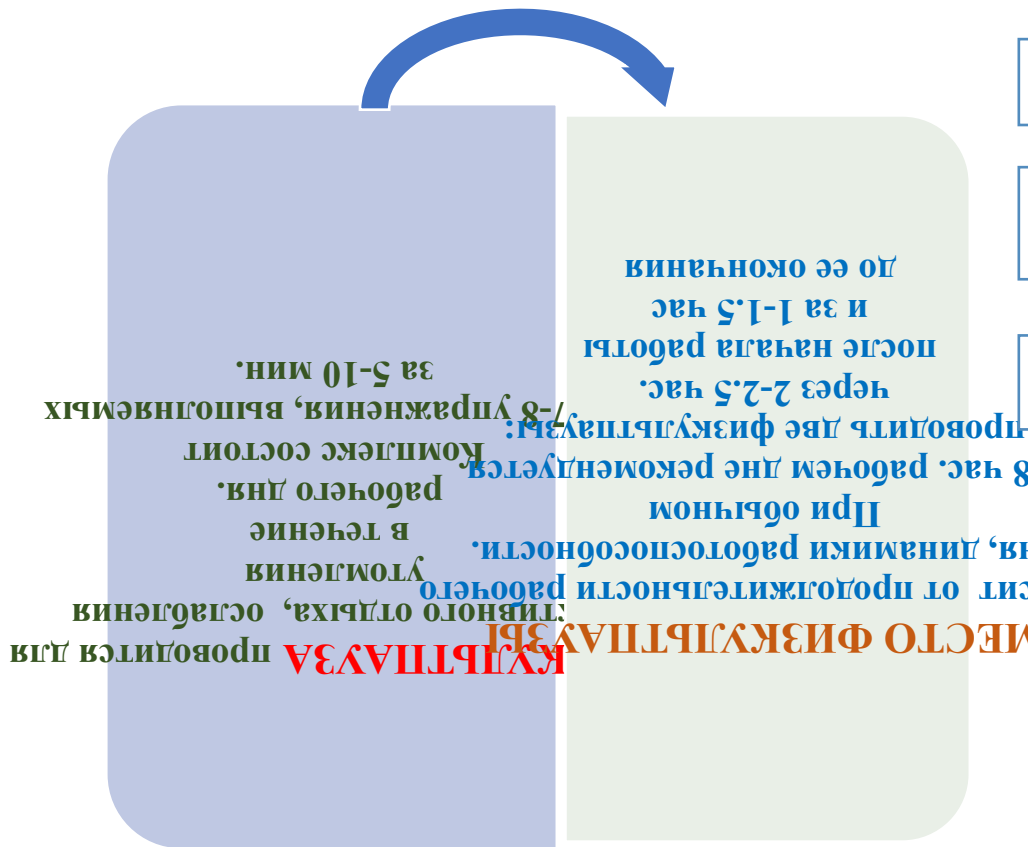 МЕСТО ФИЗКУЛЬТПАУЗЫ
сит от продолжительности рабочего
ня, динамики работоспособности.
При обычном
8 час. рабочем дне рекомендуется
проводить две физкультпаузы:
через 2-2.5 час.
после начала работы
и за 1-1.5 час
до ее окончания
КУЛЬТПАУЗА проводится для
тивного отдыха, ослабления
утомления
в течение
рабочего дня.
Комплекс состоит
7-8 упражнения, выполняемых
за 5-10 мин.